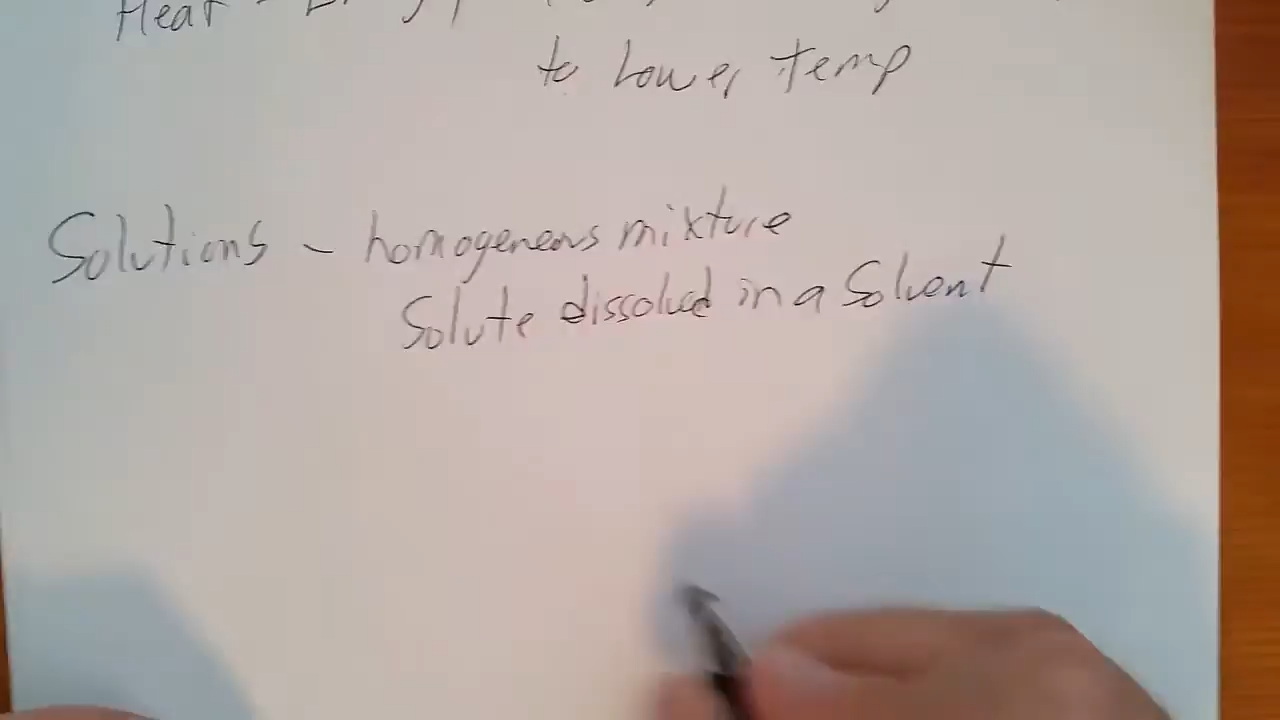 Heat -
to Lower temp
Solutions - homogeneous mixture
Solute dissolved in a Solvent